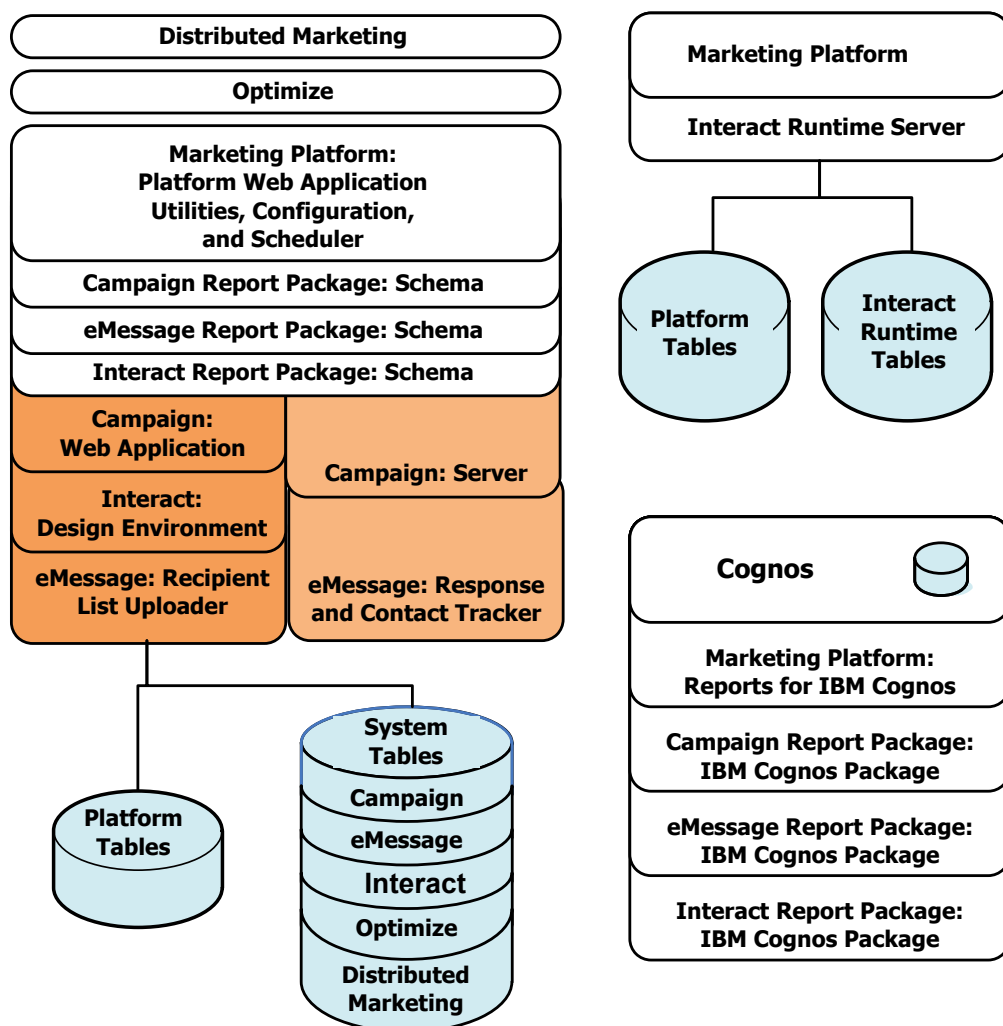 Distributed Marketing
Optimize
Marketing Platform:
Platform Web Application
Utilities, Configuration,
and Scheduler
Campaign Report Package: Schema
eMessage Report Package: Schema
Interact Report Package: Schema
Campaign:
Web Application
Interact:
Design Environment
eMessage: Recipient
List Uploader
Campaign: Server
eMessage: Response
and Contact Tracker
Platform
Tables
System
Tables
Campaign
eMessage
Interact
Optimize
Distributed
Marketing
Marketing Platform
Interact Runtime Server
Platform
Tables
Interact
Runtime
Tables
Cognos
Marketing Platform:
Reports for IBM Cognos
Campaign Report Package:
IBM Cognos Package
eMessage Report Package:
IBM Cognos Package
Interact Report Package:
IBM Cognos Package